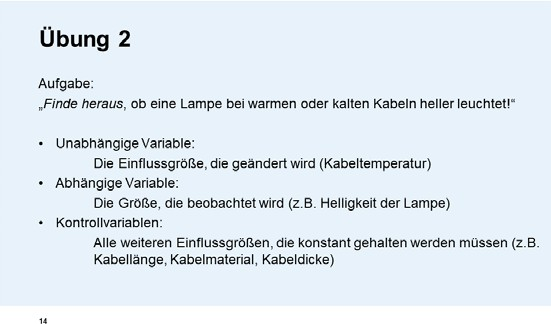 Übung 2
Aufgabe:
„Finde heraus, ob eine Lampe bei warmen oder kalten Kabeln heller leuchtet!“
• Unabhängige Variable:
Die Einflussgröße, die geändert wird (Kabeltemperatur)
• Abhängige Variable:
Die Größe, die beobachtet wird (z.B. Helligkeit der Lampe)
• Kontrollvariablen:
Alle weiteren Einflussgrößen, die konstant gehalten werden müssen (z.B.
Kabellänge, Kabelmaterial, Kabeldicke)
14